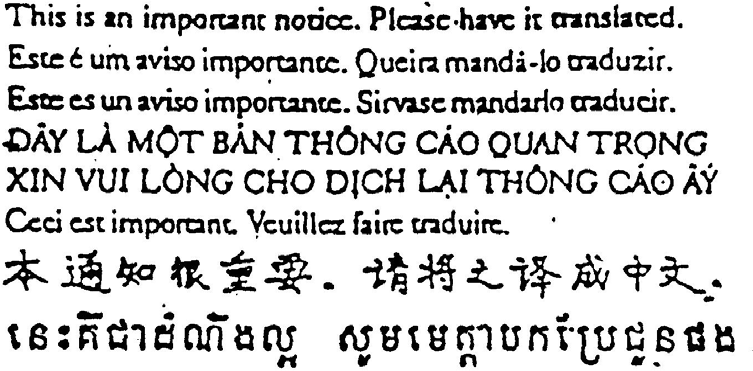 This is an important notice. Please have it translated.
Este é um aviso importante. Queira mandá-lo traduzir.
Este es un aviso importante. Sirvase mandarlo traducir.
ĐÂY LÀ MỘT BẢN THÔNG CÁO QUAN TRỌNG
XIN VUI LÒNG CHO DỊCH LẠI THÔNG CÁO ẤY
Ceci est important. Veuillez faire traduire.
本通知很重要。请将之译成中文。
នេះគឺជាដំណឹងល្អ សូមមេត្តាបកប្រែជូនផង